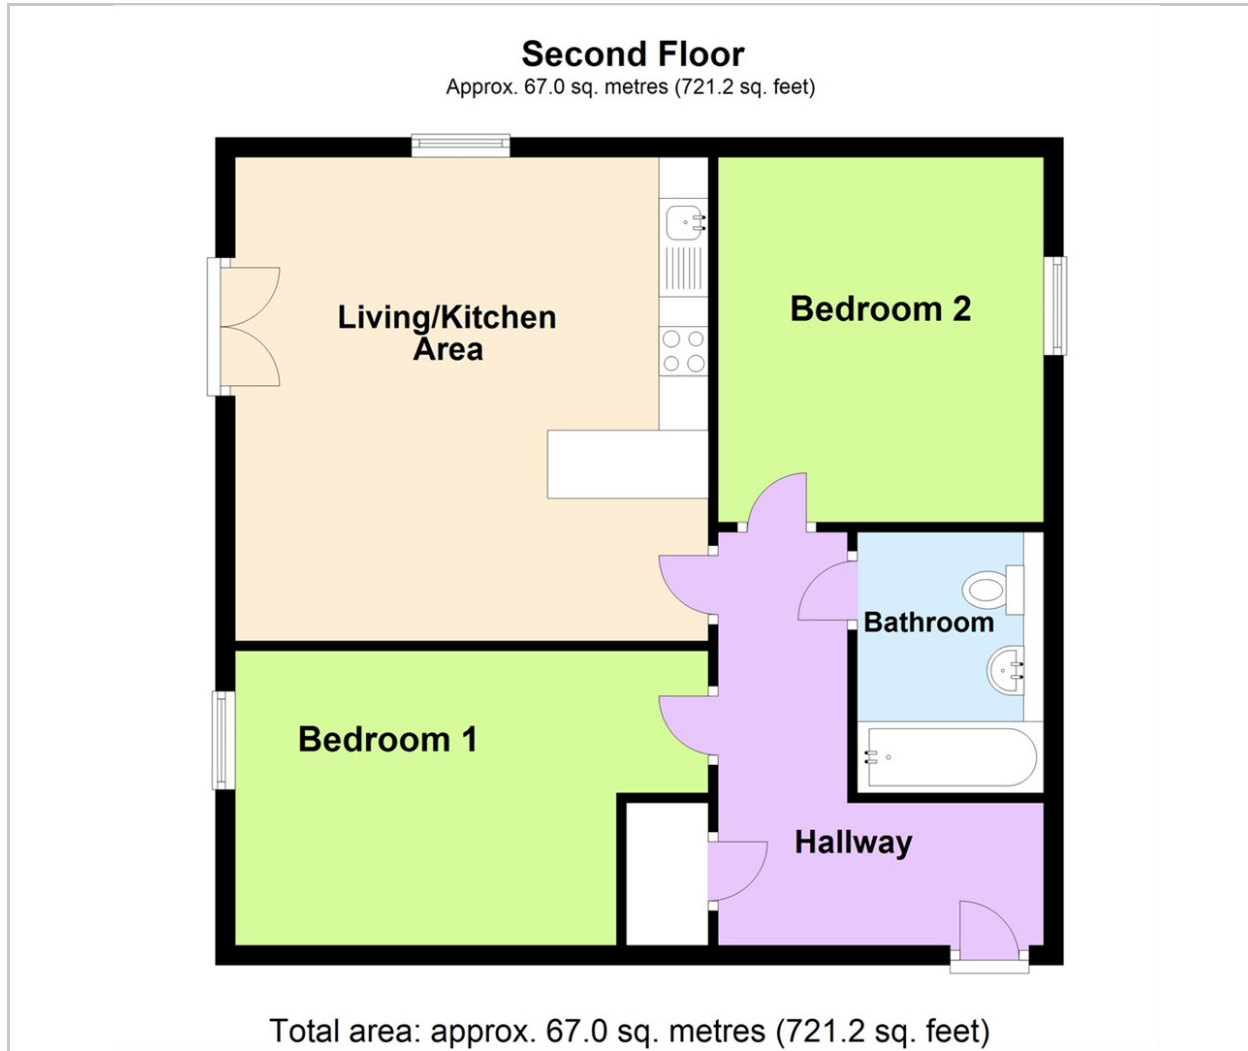 Second Floor
Approx. 67.0 sq. metres (721.2 sq. feet)
Living/Kitchen
Area
Bedroom 2
Bathroom
Bedroom 1
Hallway
Total area: approx. 67.0 sq. metres (721.2 sq. feet)